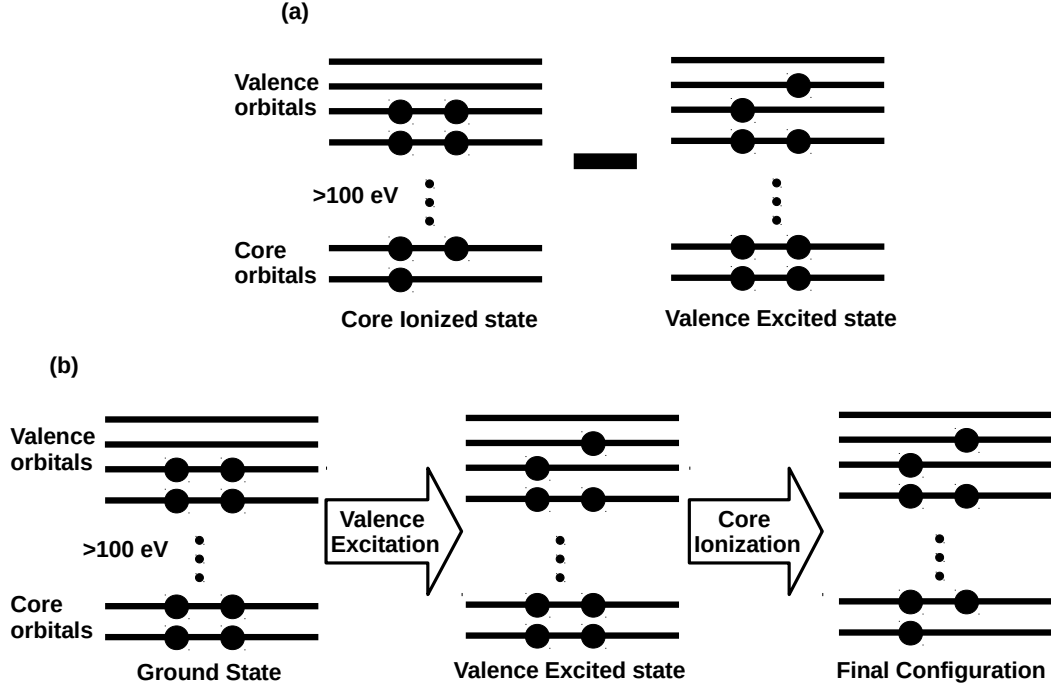 (a)
Valence
orbitals
>100 eV
Core
orbitals
Core Ionized state
Valence Excited state
(b)
Valence
orbitals
>100 eV
Core
orbitals
Valence
Excitation
Core
Ionization
Ground State
Valence Excited state
Final Configuration